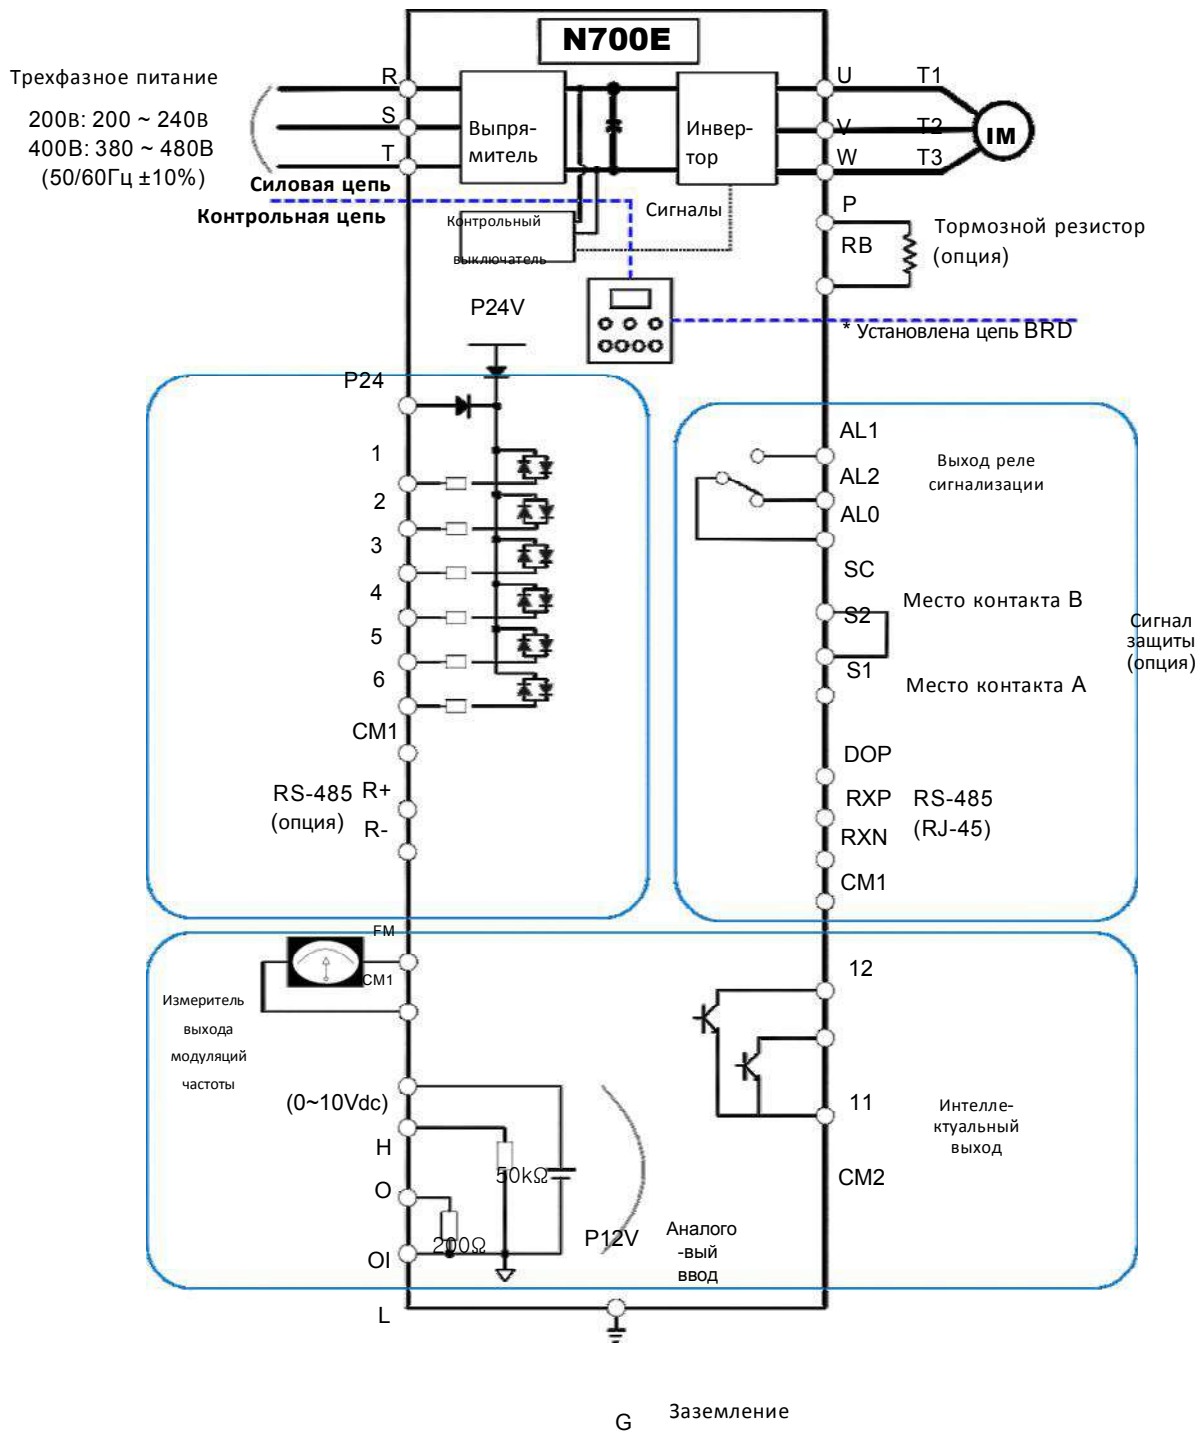 N700E
Трехфазное питание
200В: 200 ~ 240В
400В: 380 ~ 480В
(50/60Гц ±10%)
R
S
T
Выпря-
митель
Инвер-
тор
U
V
W
T1
T2
T3
IM
Силовая цепь
Контрольная цепь
Контрольный
выключатель
Сигналы
P
RB
Тормозной резистор
(опция)
P24V
* Установлена цепь BRD
P24
1
2
3
4
5
6
CM1
RS-485
(опция)
R+
R-
AL1
AL2
AL0
Выход реле
сигнализации
SC
S2
S1
Место контакта B
Место контакта A
Сигнал
защиты
(опция)
DOP
RXP
RXN
CM1
RS-485
(RJ-45)
FM
CM1
Измеритель
выхода
модуляций
частоты
(0~10Vdc)
H
O
OI
L
50kΩ
200Ω
P12V
Аналого
-вый
ввод
12
11
CM2
Интелле-
ктуальный
выход
G
Заземление